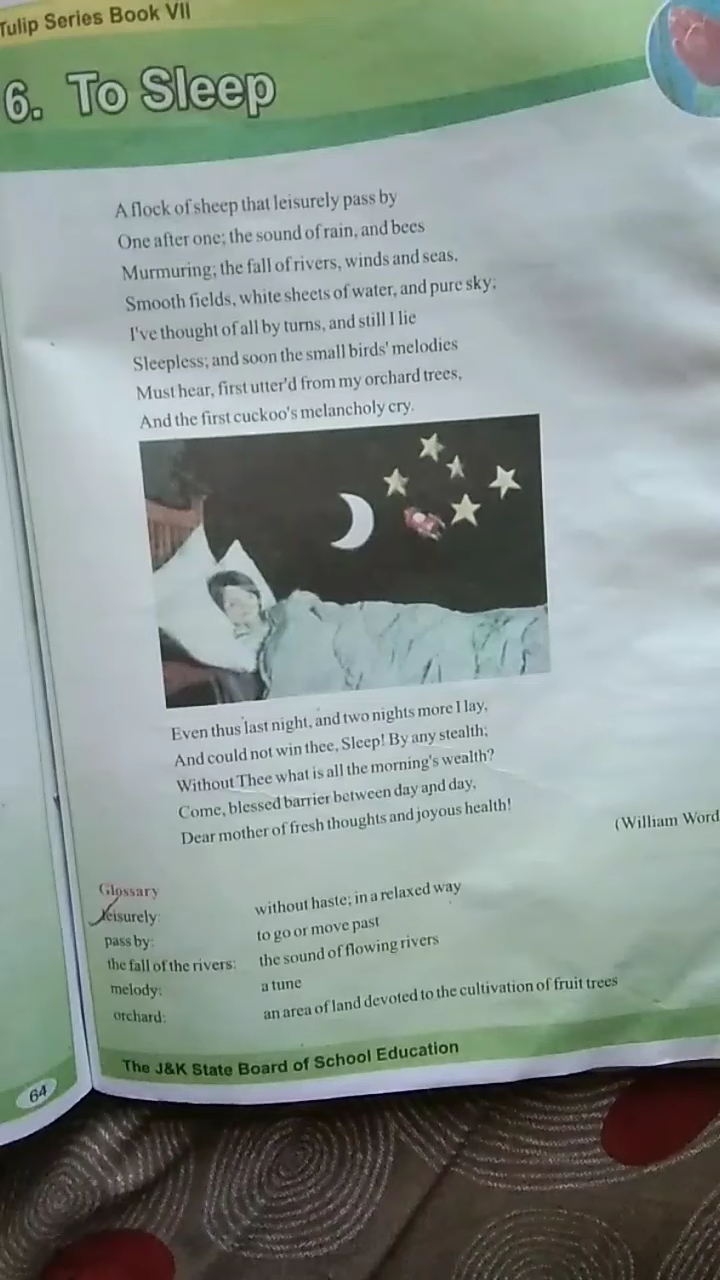 Tulip Series Book VII
6. To Sleep
A flock of sheep that leisurely pass by
One after one; the sound of rain, and bees
Murmuring; the fall of rivers, winds and seas,
Smooth fields, white sheets of water, and pure sky;
I've thought of all by turns, and still I lie
Sleepless; and soon the small birds' melodies
Must hear, first utter'd from my orchard trees,
And the first cuckoo's melancholy cry.
Even thus last night, and two nights more I lay,
And could not win thee, Sleep! By any stealth;
Without Thee what is all the morning's wealth?
Come, blessed barrier between day and day,
Dear mother of fresh thoughts and joyous health!
(William Word
Glossary
leisurely: without haste; in a relaxed way
pass by: to go or move past
the fall of the rivers: the sound of flowing rivers
melody: a tune
orchard: an area of land devoted to the cultivation of fruit trees
The J&K State Board of School Education
64